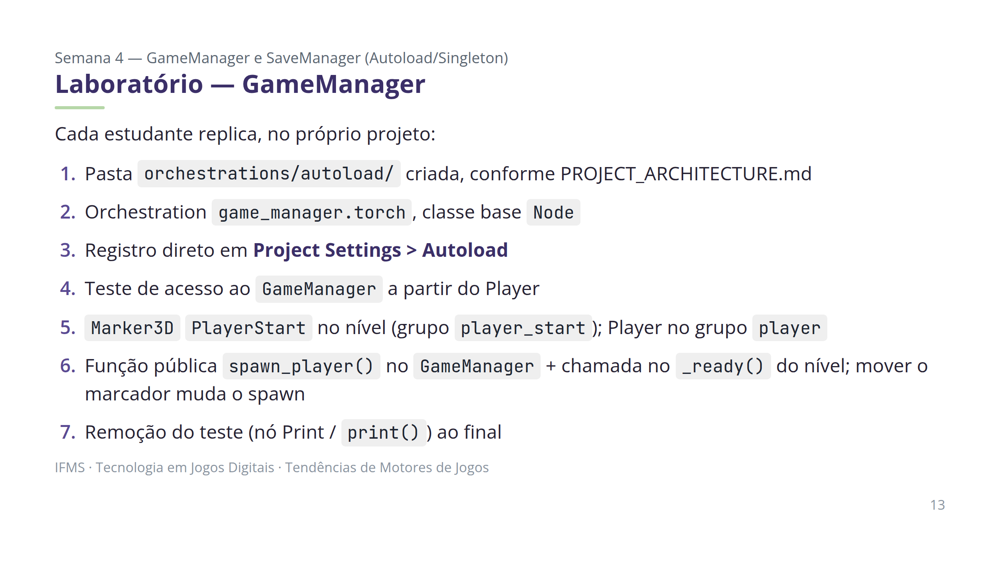 Semana 4 — GameManager e SaveManager (Autoload/Singleton)
Laboratório — GameManager
Cada estudante replica, no próprio projeto:
1. Pasta orchestrations/autoload/ criada, conforme PROJECT_ARCHITECTURE.md
2. Orchestration game_manager.torch, classe base Node
3. Registro direto em Project Settings > Autoload
4. Teste de acesso ao GameManager a partir do Player
5. Marker3D PlayerStart no nível (grupo player_start); Player no grupo player
6. Função pública spawn_player() no GameManager + chamada no _ready() do nível; mover o
marcador muda o spawn
7. Remoção do teste (nó Print / print()) ao final
IFMS · Tecnologia em Jogos Digitais · Tendências de Motores de Jogos
13